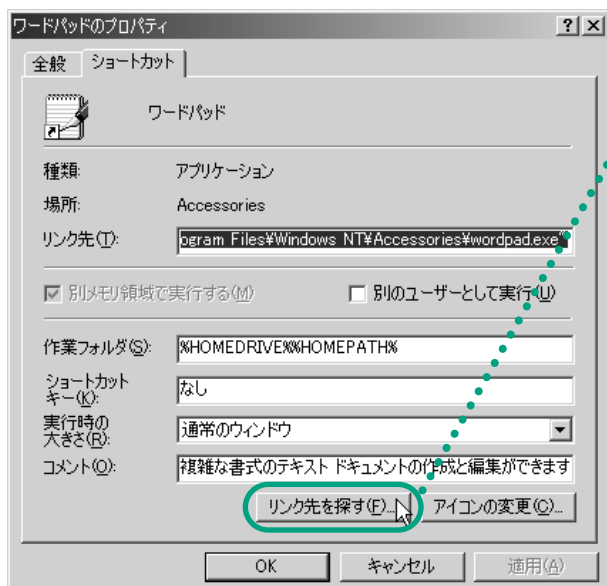 ワードパッドのプロパティ
全般 ショートカット
ワードパッド
種類: アプリケーション
場所: Accessories
リンク先(T): ogram Files¥Windows NT¥Accessories¥wordpad.exe"
別メモリ領域で実行する(M) 別のユーザーとして実行(U)
作業フォルダ(S): %HOMEDRIVE%%HOMEPATH%
ショートカット
キー(K): なし
実行時の
大きさ(R): 通常のウィンドウ
コメント(O): 複雑な書式のテキスト ドキュメントの作成と編集ができます
リンク先を探す(F)... アイコンの変更(C)...
OK キャンセル 適用(A)